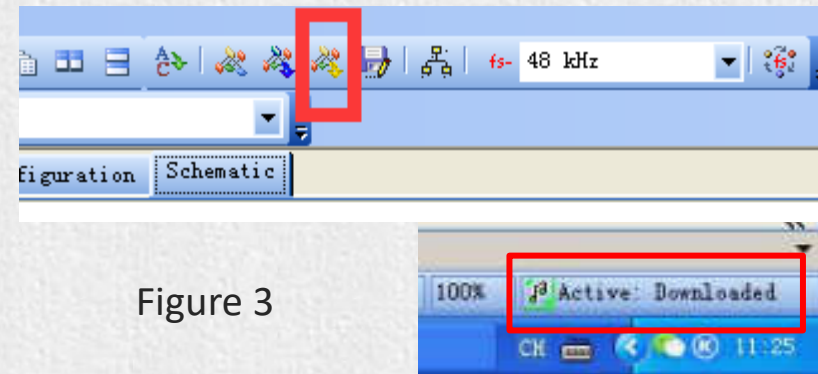 fs- 48 kHz
figuration Schematic
Figure 3
100% Active: Downloaded
CH 11:25